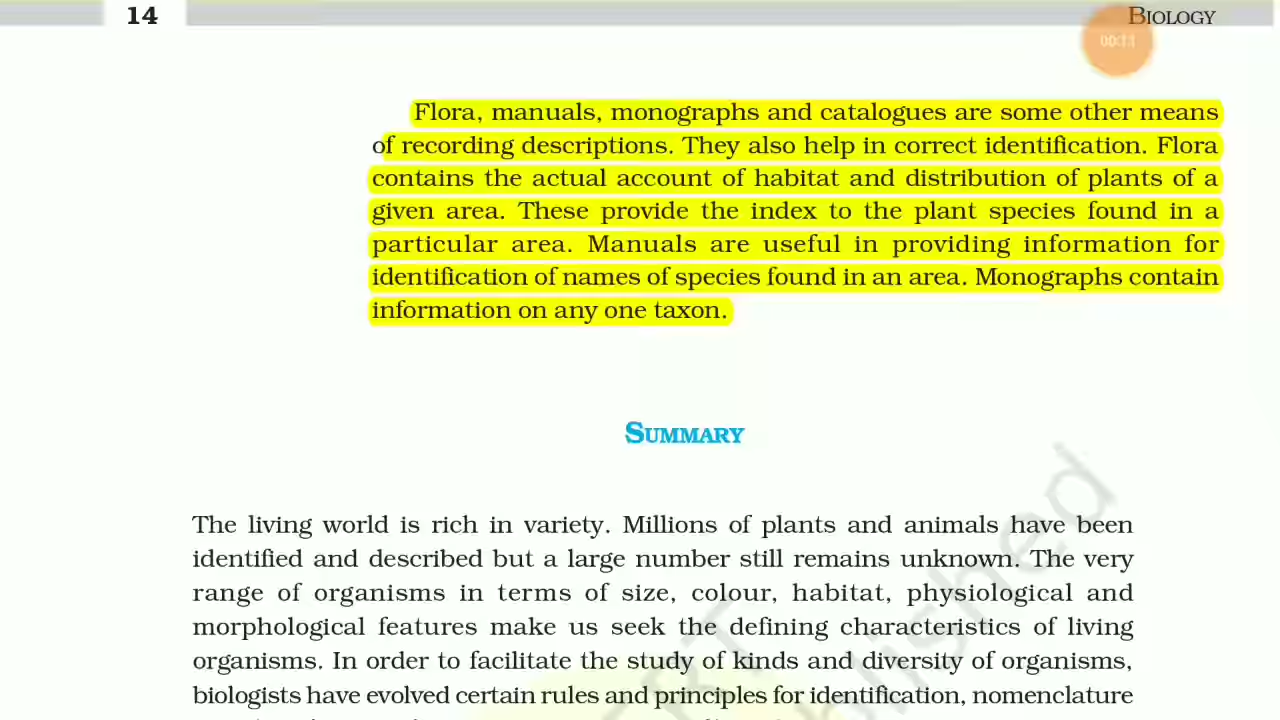 14
BIOLOGY
00:11
Flora, manuals, monographs and catalogues are some other means
of recording descriptions. They also help in correct identification. Flora
contains the actual account of habitat and distribution of plants of a
given area. These provide the index to the plant species found in a
particular area. Manuals are useful in providing information for
identification of names of species found in an area. Monographs contain
information on any one taxon.
SUMMARY
The living world is rich in variety. Millions of plants and animals have been
identified and described but a large number still remains unknown. The very
range of organisms in terms of size, colour, habitat, physiological and
morphological features make us seek the defining characteristics of living
organisms. In order to facilitate the study of kinds and diversity of organisms,
biologists have evolved certain rules and principles for identification, nomenclature